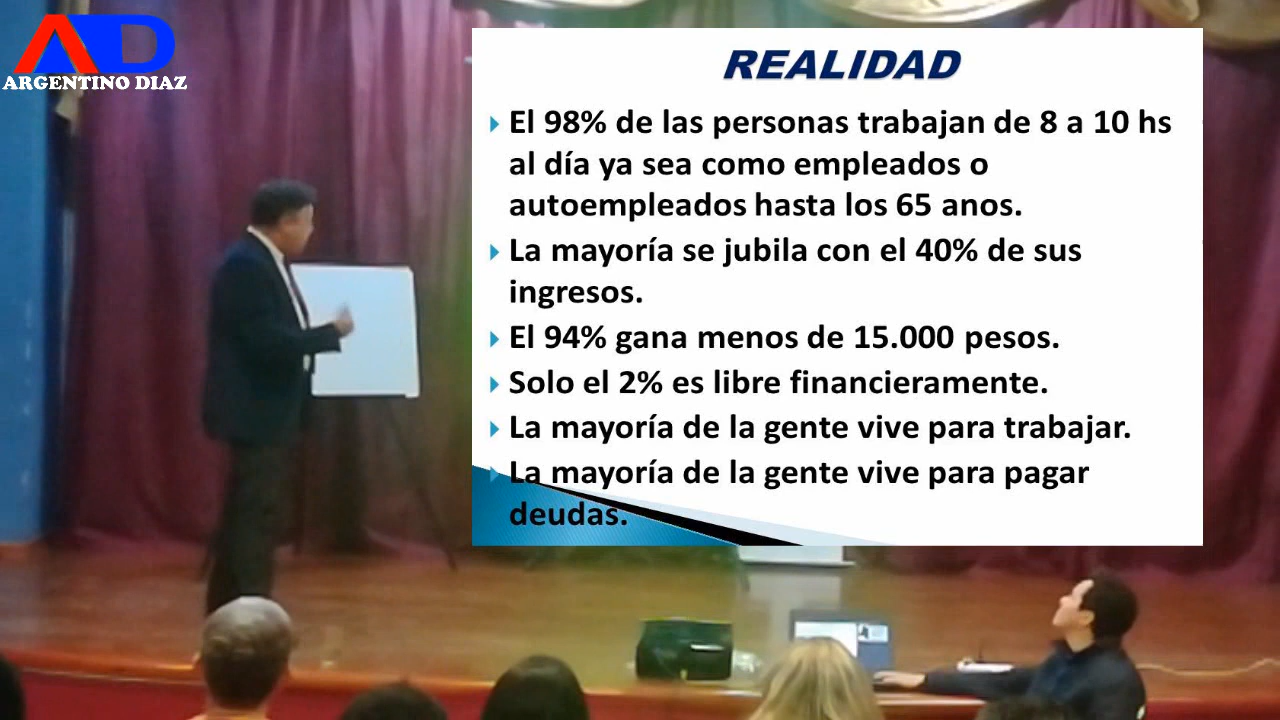 AD
ARGENTINO DIAZ
REALIDAD
El 98% de las personas trabajan de 8 a 10 hs
al día ya sea como empleados o
autoempleados hasta los 65 anos.
La mayoría se jubila con el 40% de sus
ingresos.
El 94% gana menos de 15.000 pesos.
Solo el 2% es libre financieramente.
La mayoría de la gente vive para trabajar.
La mayoría de la gente vive para pagar
deudas.